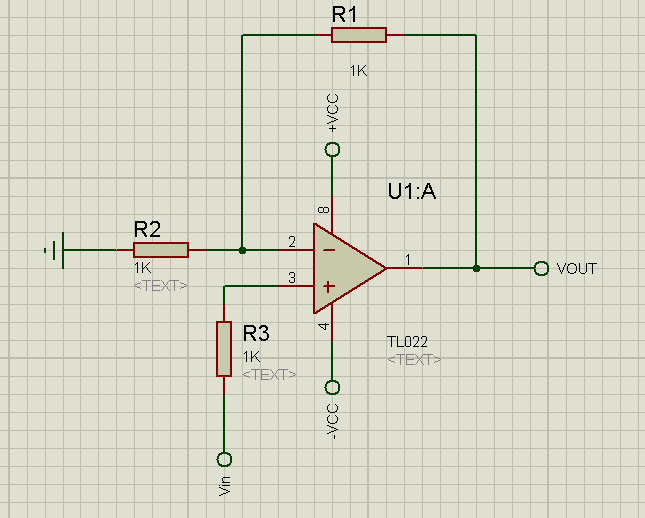 R1
1K
+VCC
8
U1:A
R2
1K
<TEXT>
2
3
1
VOUT
4
R3
1K
<TEXT>
TL022
<TEXT>
-VCC
Vin